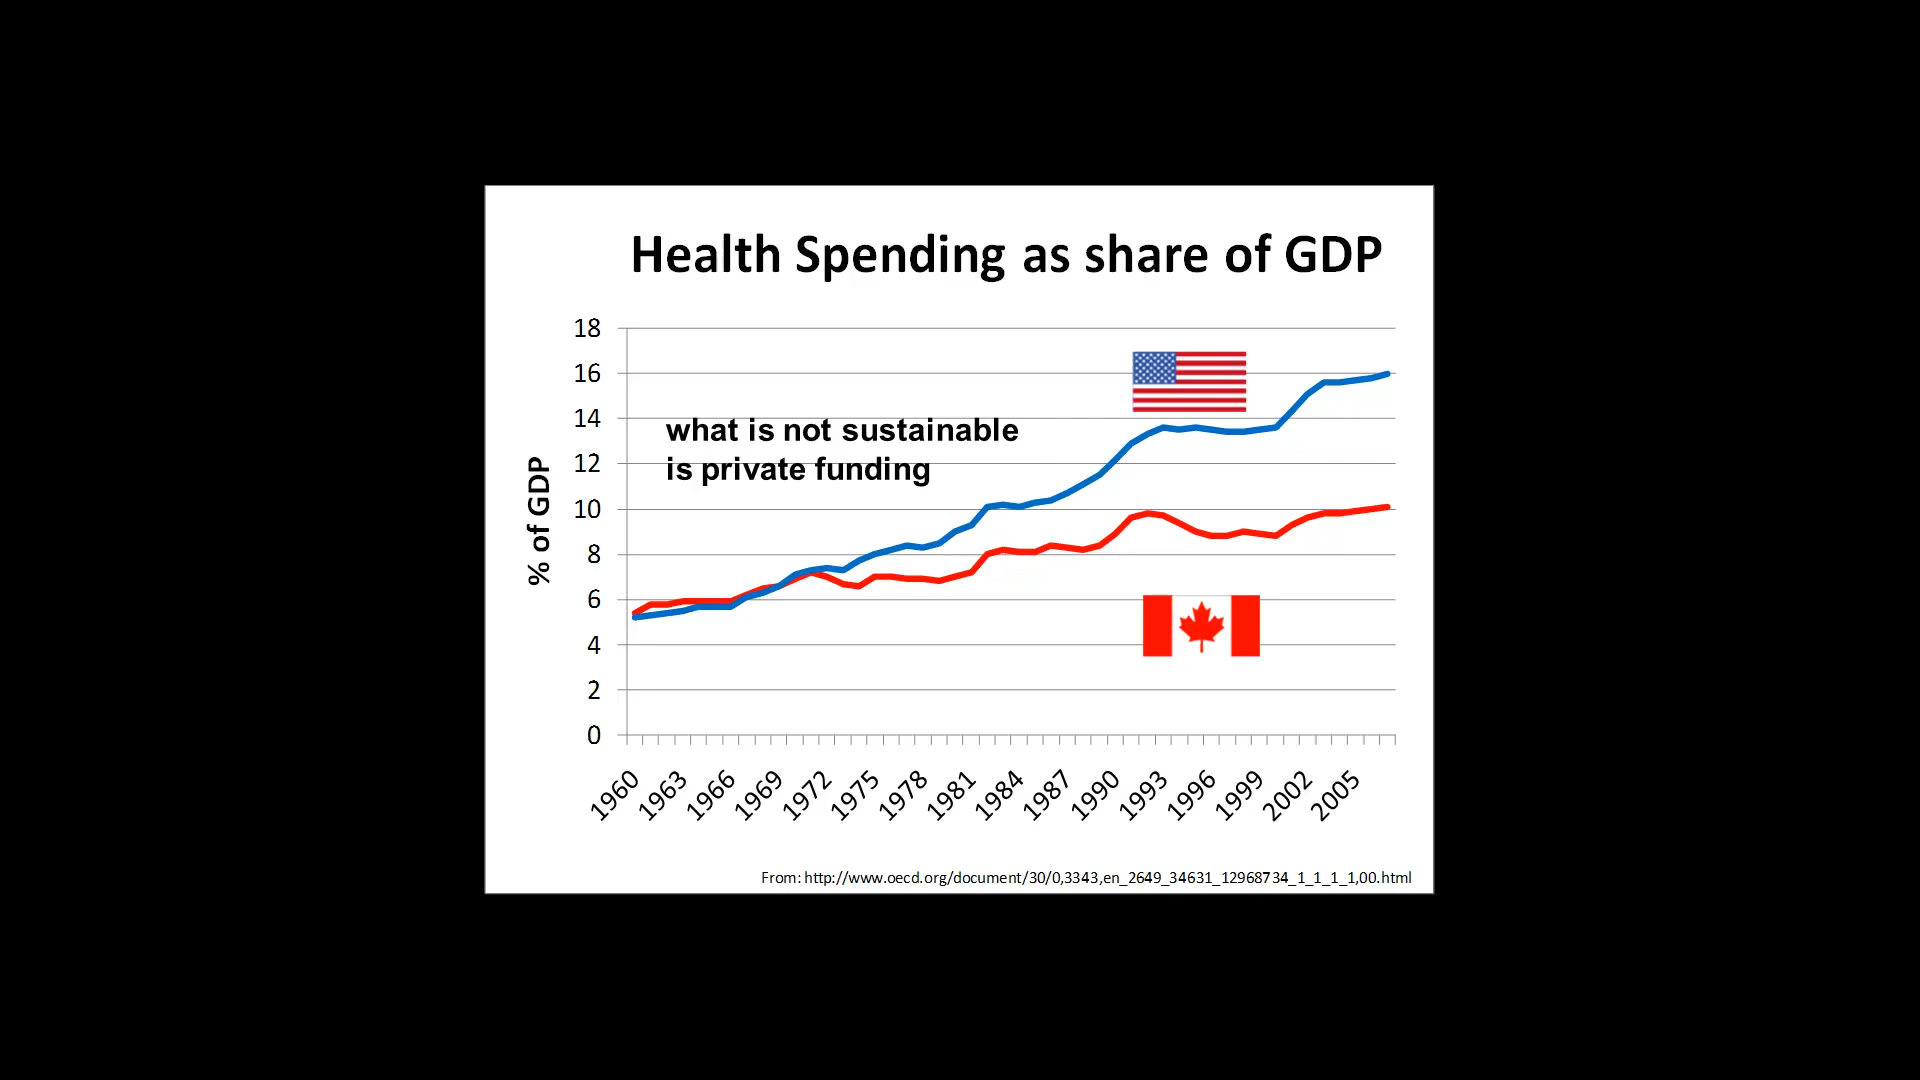 Health Spending as share of GDP
18
16
14
what is not sustainable
is private funding
12
10
8
6
4
2
0
% of GDP
1960 1963 1966 1969 1972 1975 1978 1981 1984 1987 1990 1993 1996 1999 2002 2005
From: http://www.oecd.org/document/30/0,3343,en_2649_34631_12968734_1_1_1_1,00.html